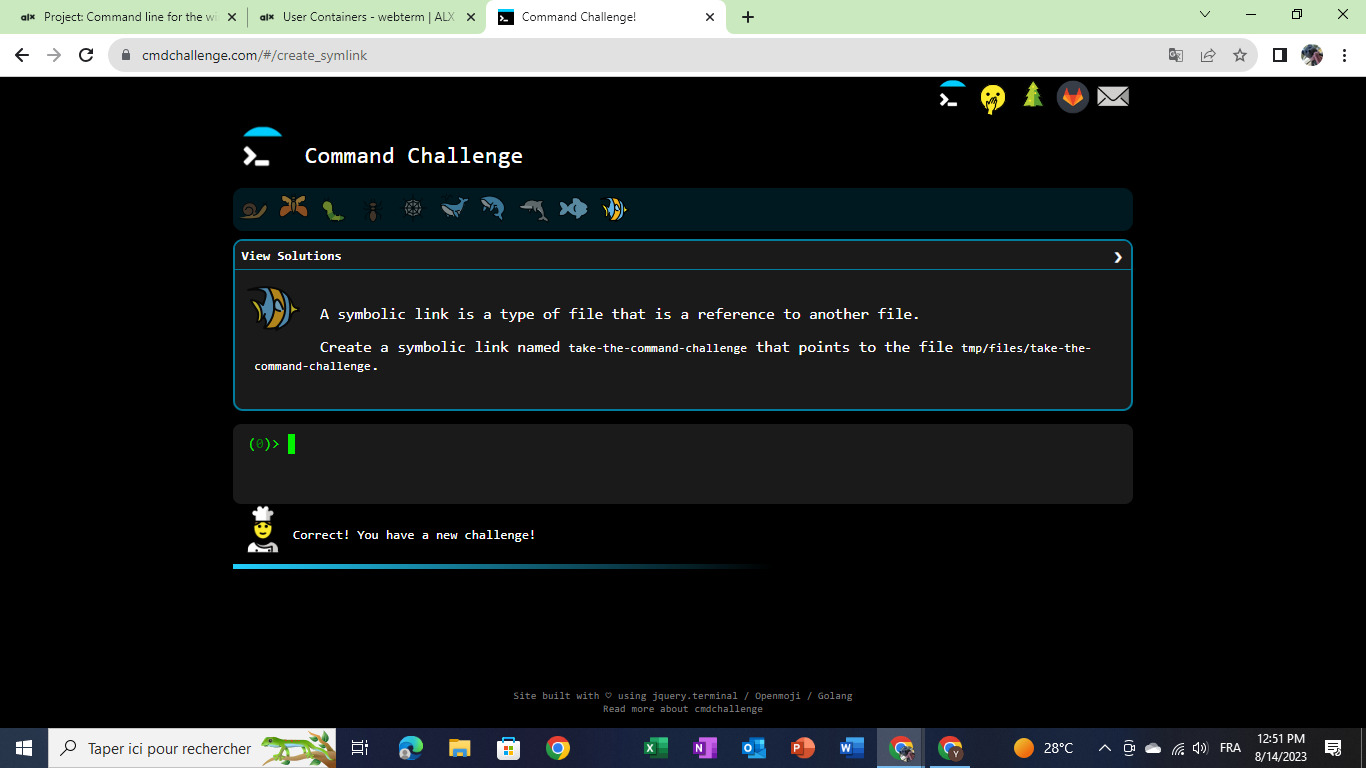 alx Project: Command line for the wi
alx User Containers - webterm | ALX
Command Challenge!
cmdchallenge.com/#/create_symlink
Command Challenge
View Solutions
A symbolic link is a type of file that is a reference to another file.
Create a symbolic link named take-the-command-challenge that points to the file tmp/files/take-the-
command-challenge.
(0)>
Correct! You have a new challenge!
Site built with ♡ using jquery.terminal / Openmoji / Golang
Read more about cmdchallenge
Taper ici pour rechercher
28°C
FRA
12:51 PM
8/14/2023